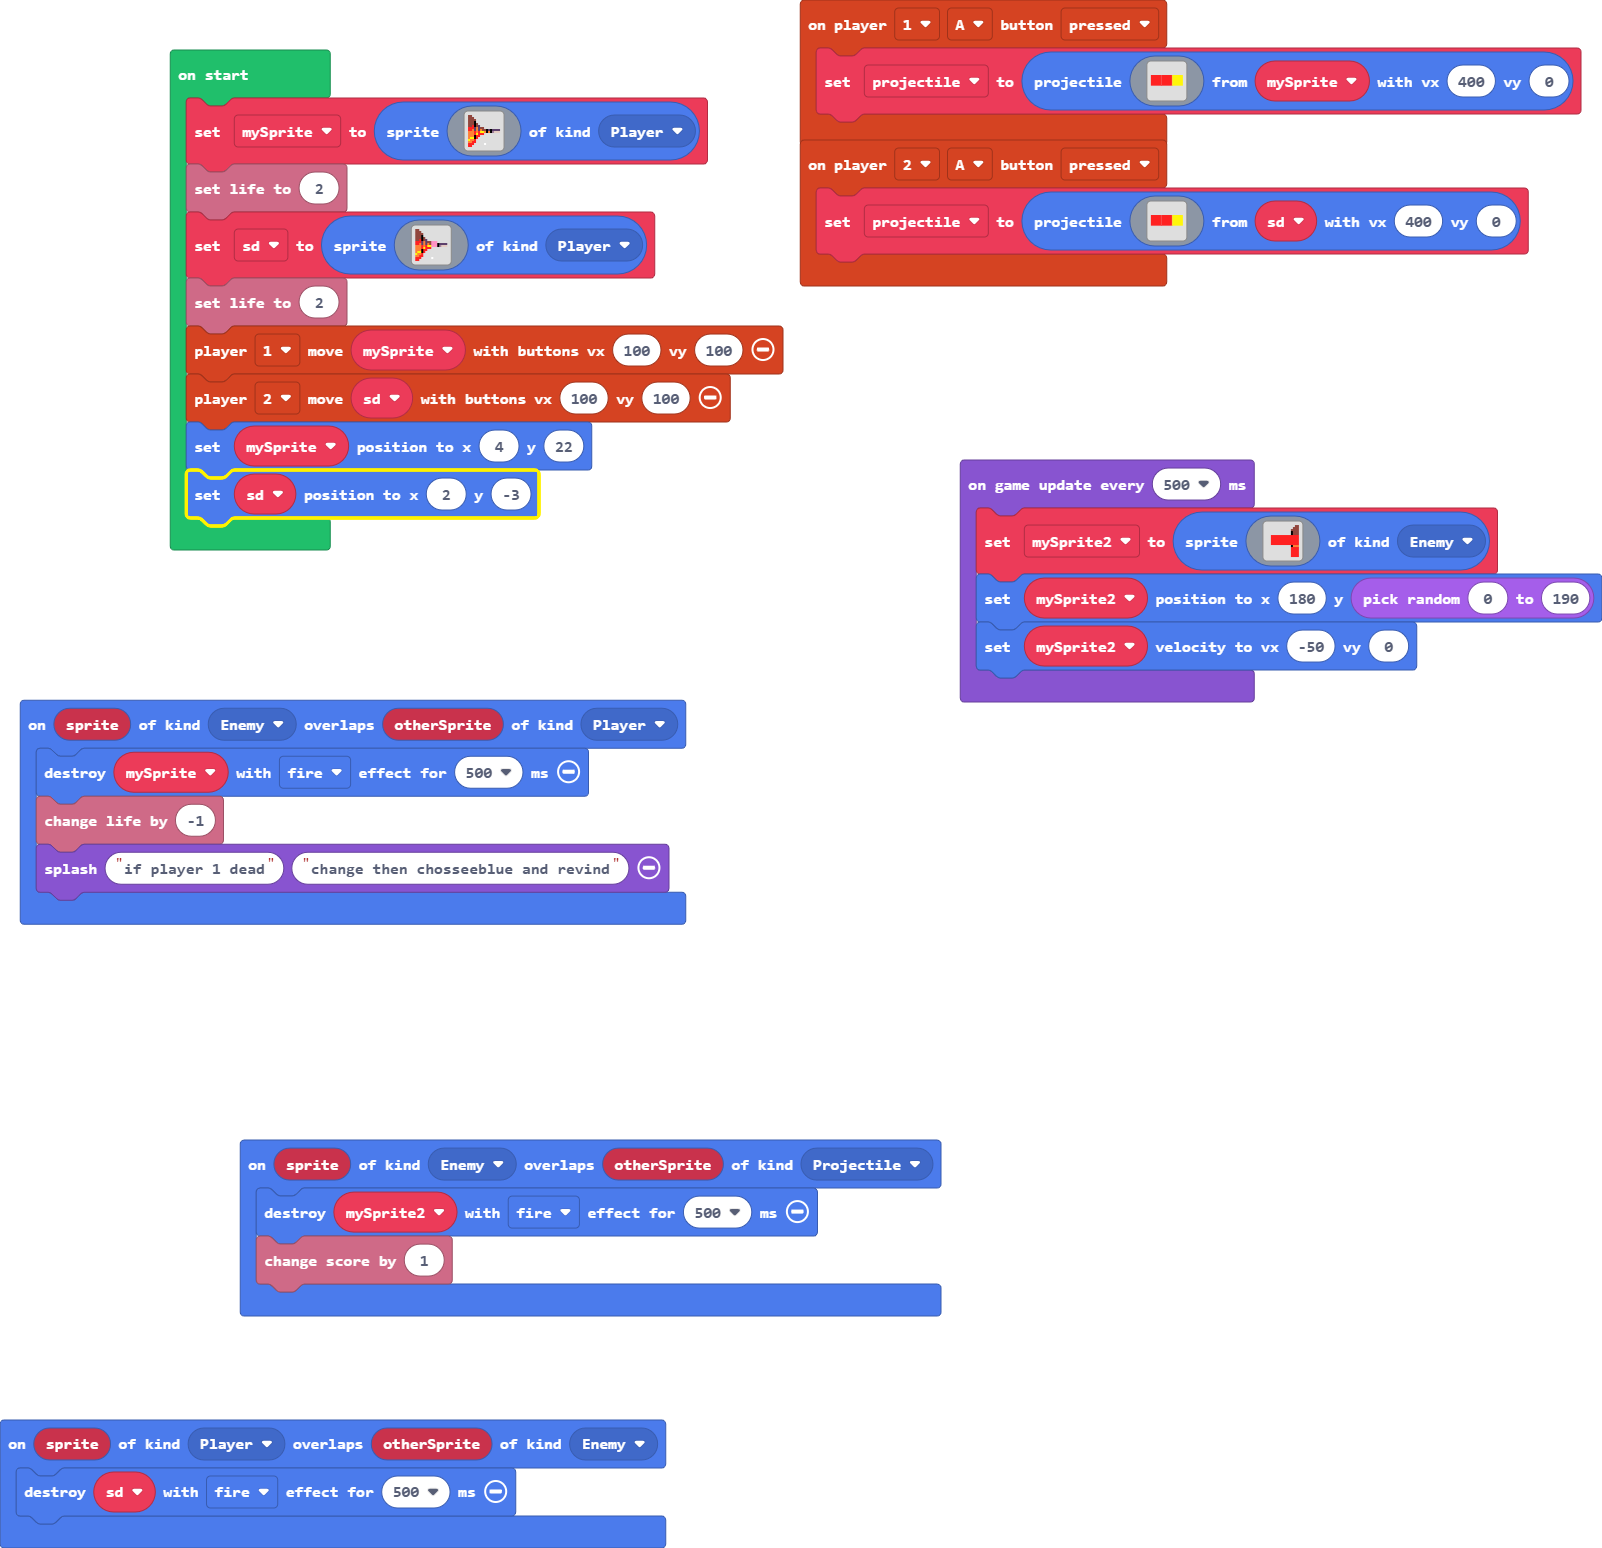 on start
set mySprite to sprite of kind Player
set life to 2
set sd to sprite of kind Player
set life to 2
player 1 move mySprite with buttons vx 100 vy 100
player 2 move sd with buttons vx 100 vy 100
set mySprite position to x 4 y 22
set sd position to x 2 y -3
on player 1 A button pressed
set projectile to projectile from mySprite with vx 400 vy 0
on player 2 A button pressed
set projectile to projectile from sd with vx 400 vy 0
on game update every 500 ms
set mySprite2 to sprite of kind Enemy
set mySprite2 position to x 180 y pick random 0 to 190
set mySprite2 velocity to vx -50 vy 0
on sprite of kind Enemy overlaps otherSprite of kind Player
destroy mySprite with fire effect for 500 ms
change life by -1
splash "if player 1 dead" "change then chosseeblue and revind"
on sprite of kind Enemy overlaps otherSprite of kind Projectile
destroy mySprite2 with fire effect for 500 ms
change score by 1
on sprite of kind Player overlaps otherSprite of kind Enemy
destroy sd with fire effect for 500 ms